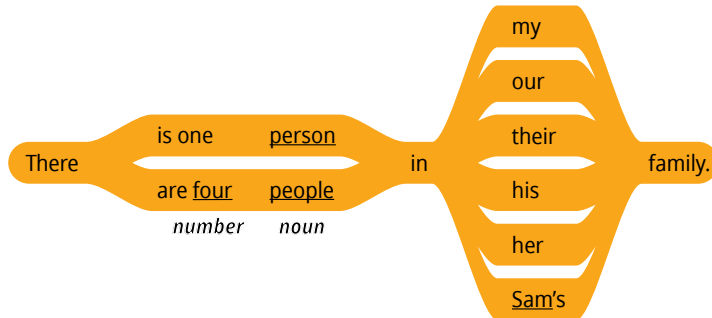 There
is one person
are four people
number noun
in
my
our
their
his
her
Sam's
family.